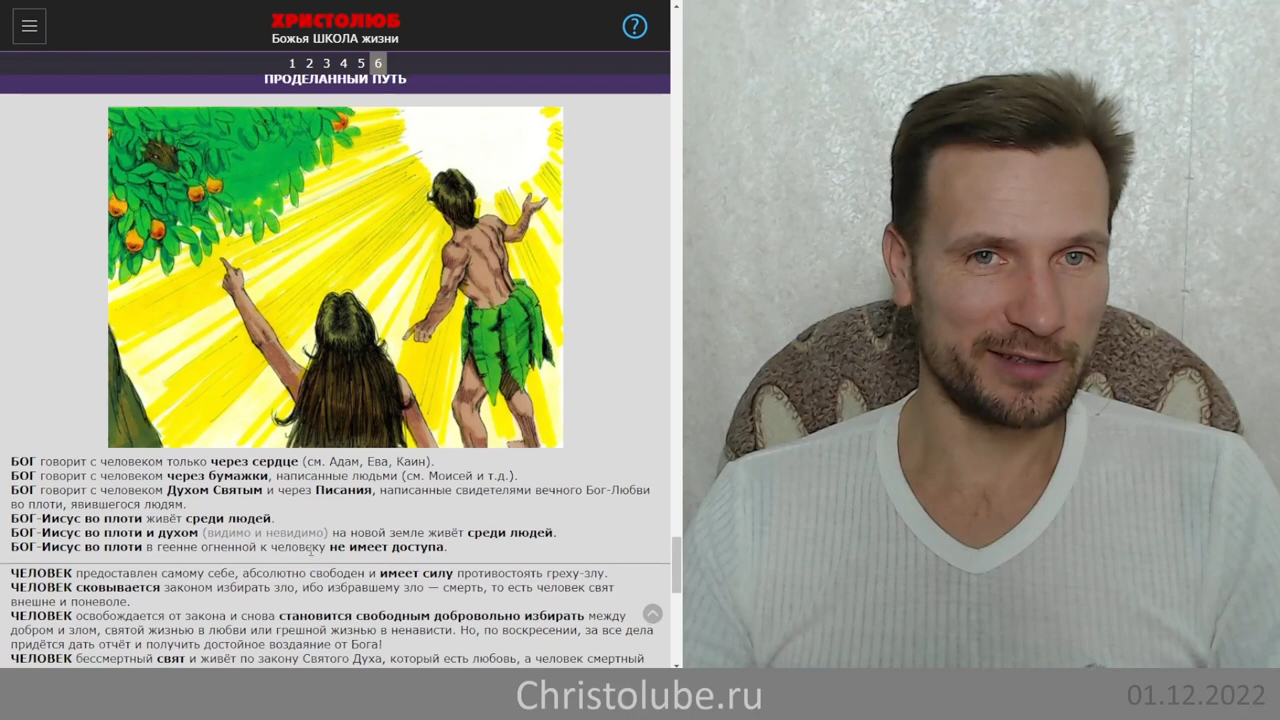 ХРИСТОЛЮБ
Божья ШКОЛА жизни
?
1 2 3 4 5 6
ПРОДЕЛАННЫЙ ПУТЬ
БОГ говорит с человеком только через сердце (см. Адам, Ева, Каин).
БОГ говорит с человеком через бумажки, написанные людьми (см. Моисей и т.д.).
БОГ говорит с человеком Духом Святым и через Писания, написанные свидетелями вечного Бог-Любви
во плоти, явившегося людям.
БОГ-Иисус во плоти живёт среди людей.
БОГ-Иисус во плоти и духом (видимо и невидимо) на новой земле живёт среди людей.
БОГ-Иисус во плоти в геенне огненной к человеку не имеет доступа.
ЧЕЛОВЕК предоставлен самому себе, абсолютно свободен и имеет силу противостоять греху-злу.
ЧЕЛОВЕК сковывается законом избирать зло, ибо избравшему зло — смерть, то есть человек свят
внешне и поневоле.
ЧЕЛОВЕК освобождается от закона и снова становится свободным добровольно избирать между
добром и злом, святой жизнью в любви или грешной жизнью в ненависти. Но, по воскресении, за все дела
придётся дать отчёт и получить достойное воздаяние от Бога!
ЧЕЛОВЕК бессмертный свят и живёт по закону Святого Духа, который есть любовь, а человек смертный
Christolube.ru
01.12.2022